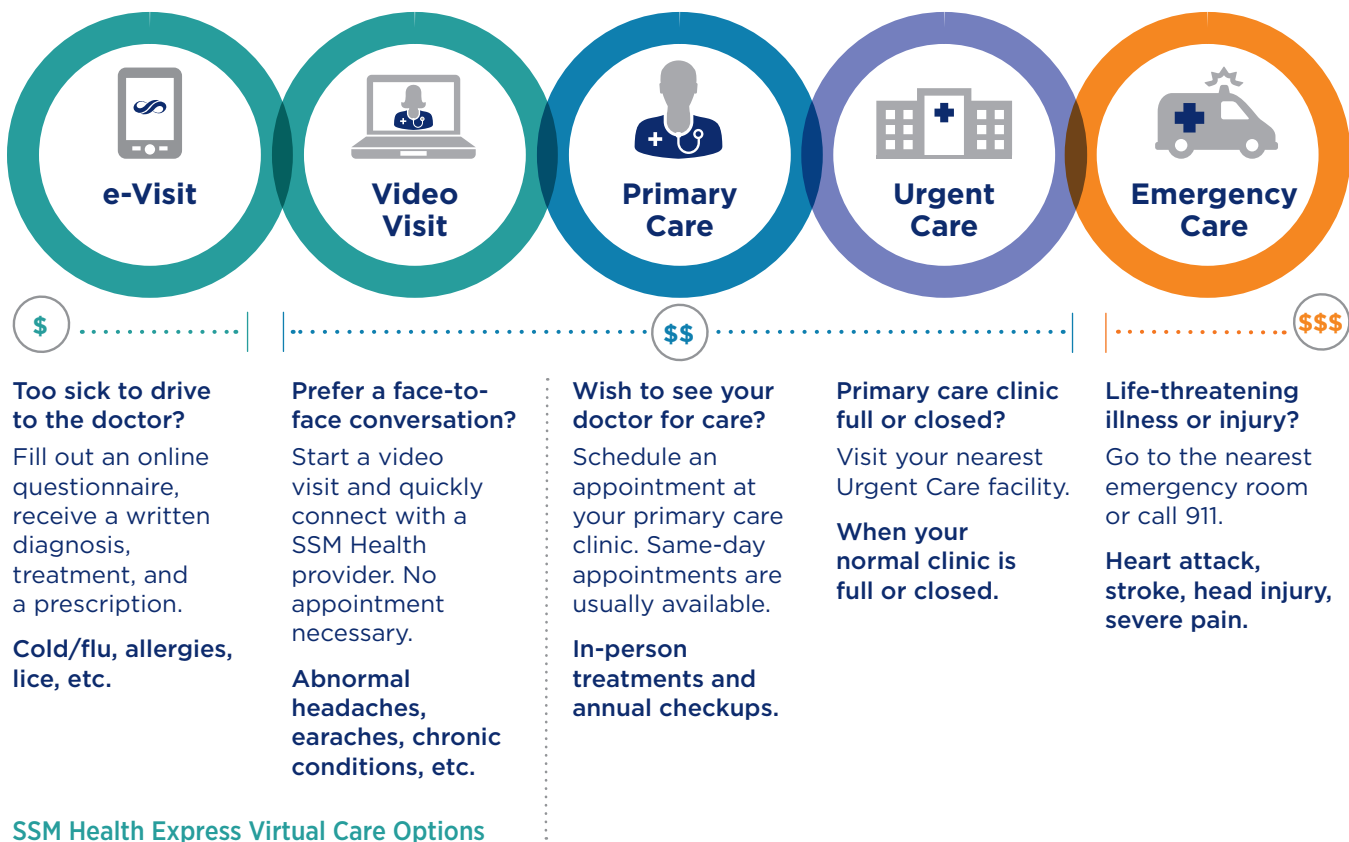 e-Visit
Video
Visit
Primary
Care
Urgent
Care
Emergency
Care
$
$$
$$$
Too sick to drive
to the doctor?
Fill out an online
questionnaire,
receive a written
diagnosis,
treatment, and
a prescription.
Cold/flu, allergies,
lice, etc.
Prefer a face-to-
face conversation?
Start a video
visit and quickly
connect with a
SSM Health
provider. No
appointment
necessary.
Abnormal
headaches,
earaches, chronic
conditions, etc.
SSM Health Express Virtual Care Options
Wish to see your
doctor for care?
Schedule an
appointment at
your primary care
clinic. Same-day
appointments are
usually available.
In-person
treatments and
annual checkups.
Primary care clinic
full or closed?
Visit your nearest
Urgent Care facility.
When your
normal clinic is
full or closed.
Life-threatening
illness or injury?
Go to the nearest
emergency room
or call 911.
Heart attack,
stroke, head injury,
severe pain.